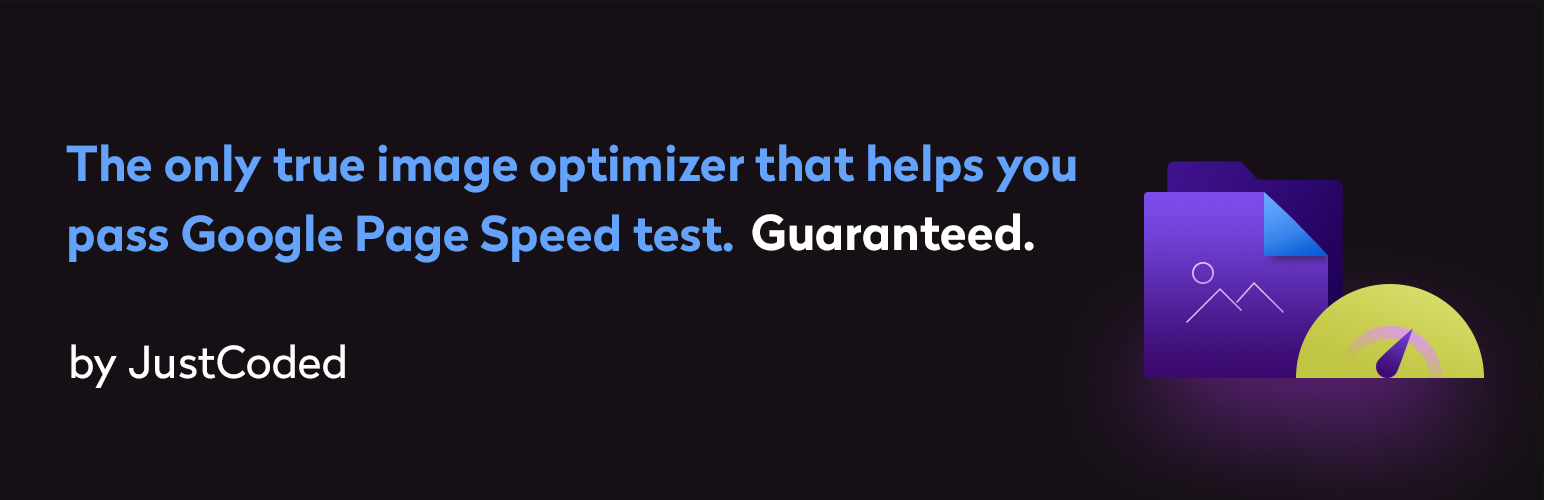 The only true image optimizer that helps you
pass Google Page Speed test. Guaranteed.
by JustCoded